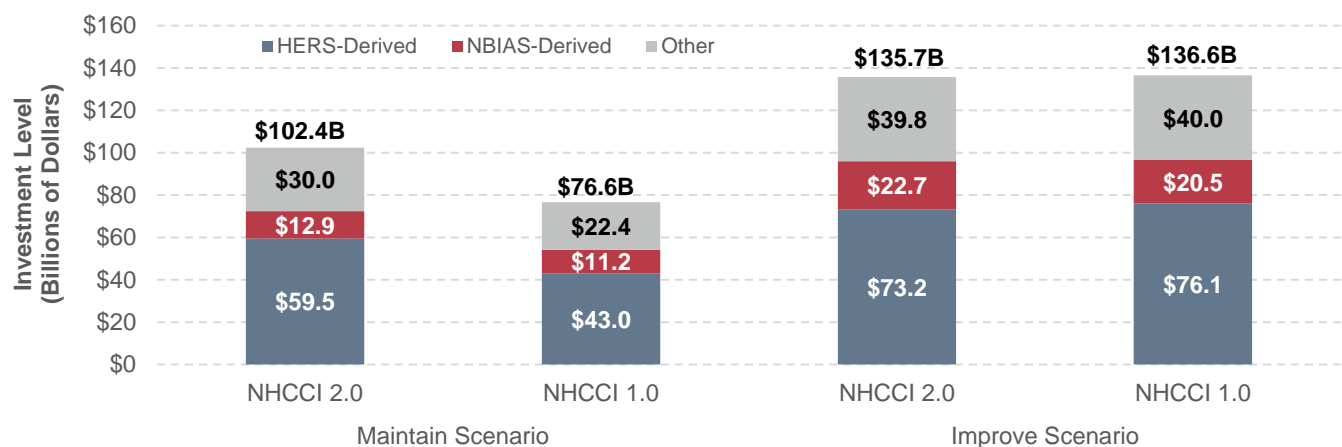 Investment Level
(Billions of Dollars)
$160
$140
$120
$100
$80
$60
$40
$20
$0
HERS-Derived NBIAS-Derived Other
$102.4B
$30.0
$12.9
$59.5
$76.6B
$22.4
$11.2
$43.0
$135.7B
$39.8
$22.7
$73.2
$136.6B
$40.0
$20.5
$76.1
NHCCI 2.0 NHCCI 1.0 NHCCI 2.0 NHCCI 1.0
Maintain Scenario Improve Scenario